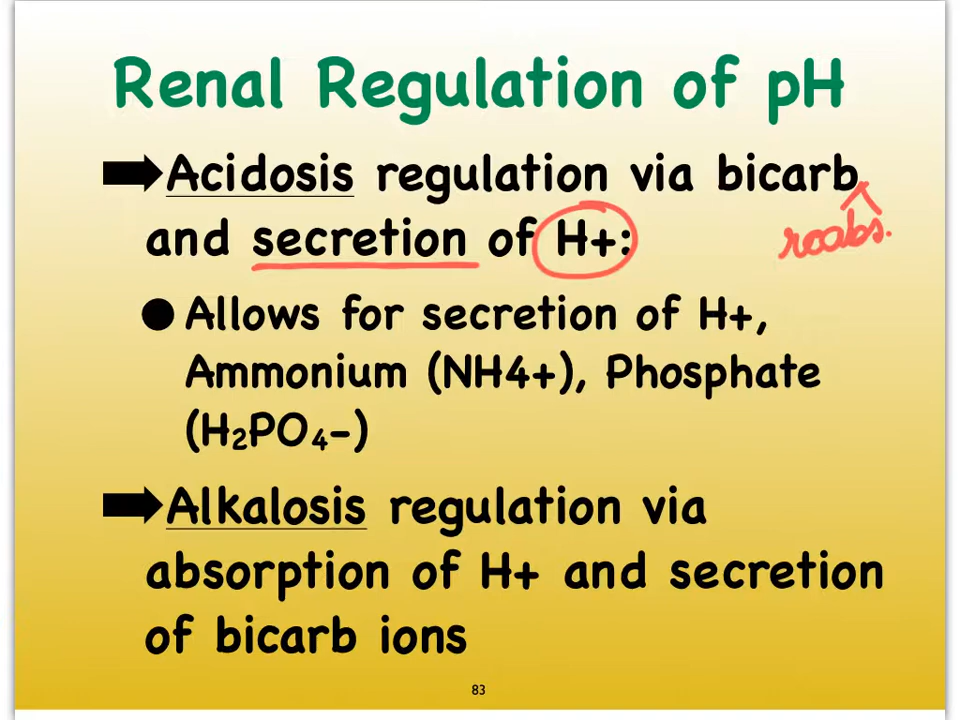 Renal Regulation of pH
Acidosis regulation via bicarb
reabs.
and secretion of H+:
Allows for secretion of H+,
Ammonium (NH4+), Phosphate
(H₂PO₄-)
Alkalosis regulation via
absorption of H+ and secretion
of bicarb ions
83